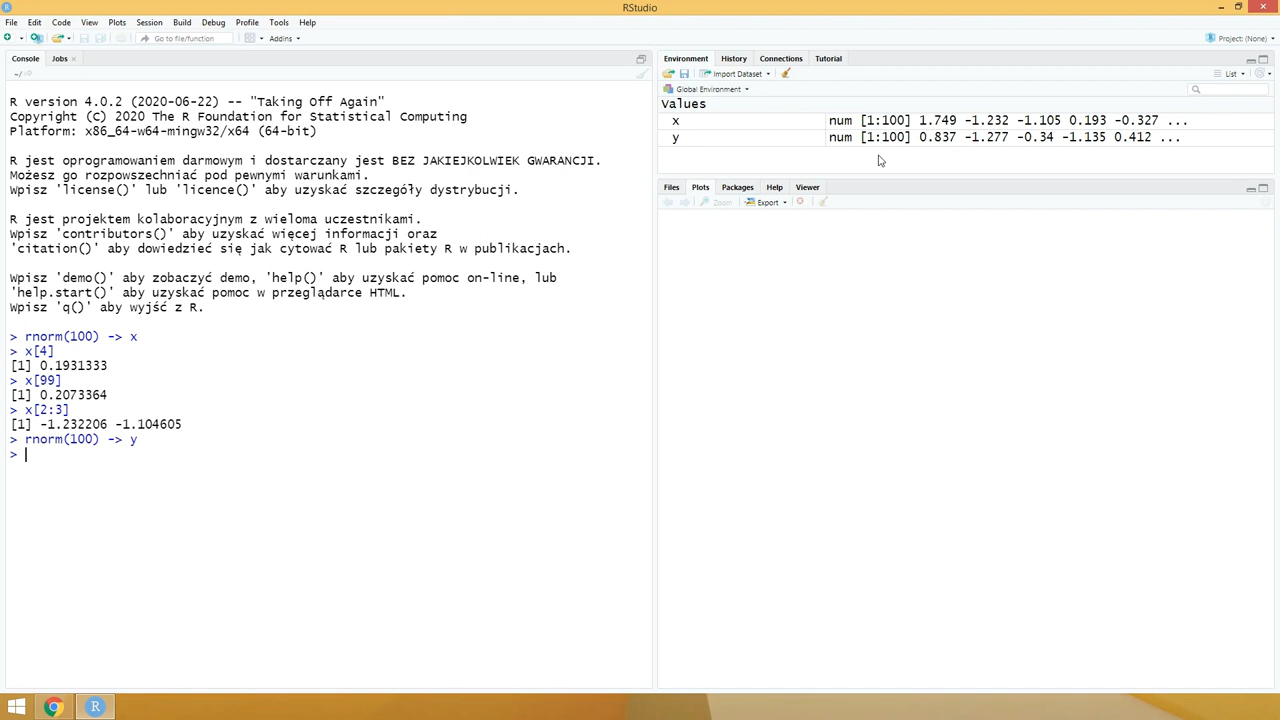 RStudio
File Edit Code View Plots Session Build Debug Profile Tools Help
Go to file/function Addins Project: (None)
Console Jobs
~/
R version 4.0.2 (2020-06-22) -- "Taking Off Again"
Copyright (C) 2020 The R Foundation for Statistical Computing
Platform: x86_64-w64-mingw32/x64 (64-bit)
R jest oprogramowaniem darmowym i dostarczany jest BEZ JAKIEJKOLWIEK GWARANCJI.
Możesz go rozpowszechniać pod pewnymi warunkami.
Wpisz 'license()' lub 'licence()' aby uzyskać szczegóły dystrybucji.
R jest projektem kolaboracyjnym z wieloma uczestnikami.
Wpisz 'contributors()' aby uzyskać więcej informacji oraz
'citation()' aby dowiedzieć się jak cytować R lub pakiety R w publikacjach.
Wpisz 'demo()' aby zobaczyć demo, 'help()' aby uzyskać pomoc on-line, lub
'help.start()' aby uzyskać pomoc w przeglądarce HTML.
Wpisz 'q()' aby wyjść z R.
> rnorm(100) -> x
> x[4]
[1] 0.1931333
> x[99]
[1] 0.2073364
> x[2:3]
[1] -1.232206 -1.104605
> rnorm(100) -> y
>
Environment History Connections Tutorial
Import Dataset List
Global Environment
Values
x num [1:100] 1.749 -1.232 -1.105 0.193 -0.327 ...
y num [1:100] 0.837 -1.277 -0.34 -1.135 0.412 ...
Files Plots Packages Help Viewer
Zoom Export
R